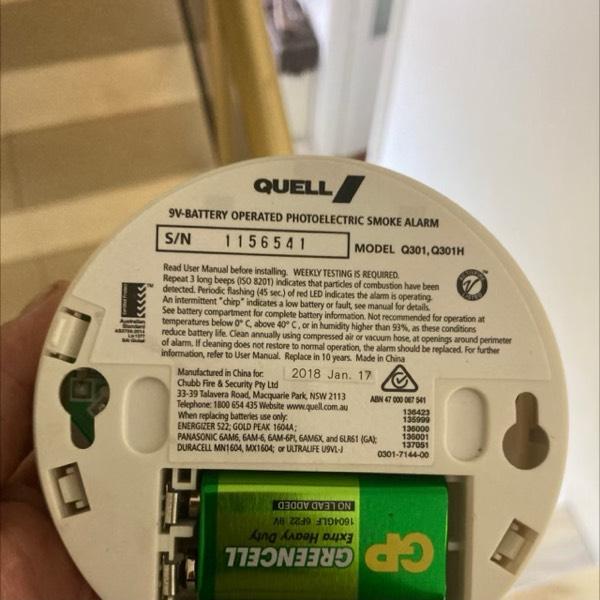 QUELL
9V-BATTERY OPERATED PHOTOELECTRIC SMOKE ALARM
S/N 1156541
MODEL Q301,Q301H
Read User Manual before installing. WEEKLY TESTING IS REQUIRED.
Repeat 3 long beeps (ISO 8201) indicates that particles of combustion have been
detected. Periodic flashing (45 sec.) of red LED indicates the alarm is operating.
An intermittent "chirp" indicates a low battery or fault, see manual for details.
See battery compartment for complete battery information. Not recommended for operation at
temperatures below 0° C, above 40° C, or in humidity higher than 93%, as these conditions
reduce battery life. Clean annually using compressed air or vacuum hose, at openings around perimeter
of alarm. If cleaning does not restore to normal operation, the alarm should be replaced. For further
information, refer to User Manual. Replace in 10 years. Made in China
Australian
Standard
AS3786-2014
SAI Global
Manufactured in China for:
2018 Jan. 17
Chubb Fire & Security Pty Ltd
33-39 Talavera Road, Macquarie Park, NSW 2113
Telephone: 1800 654 435 Website www.quell.com.au
ABN 47 000 067 541
When replacing batteries use only:
ENERGIZER 522; GOLD PEAK 1604A;
PANASONIC 6AM6, 6AM-6, 6AM-6PI, 6AM6X, and 6LR61 (GA);
DURACELL MN1604, MX1604; or ULTRALIFE U9VL-J
136423
135999
136000
136001
137051
0301-7144-00
GP GREENCELL
Extra Heavy Duty
1604GLF 6F22 9V
NO LEAD ADDED